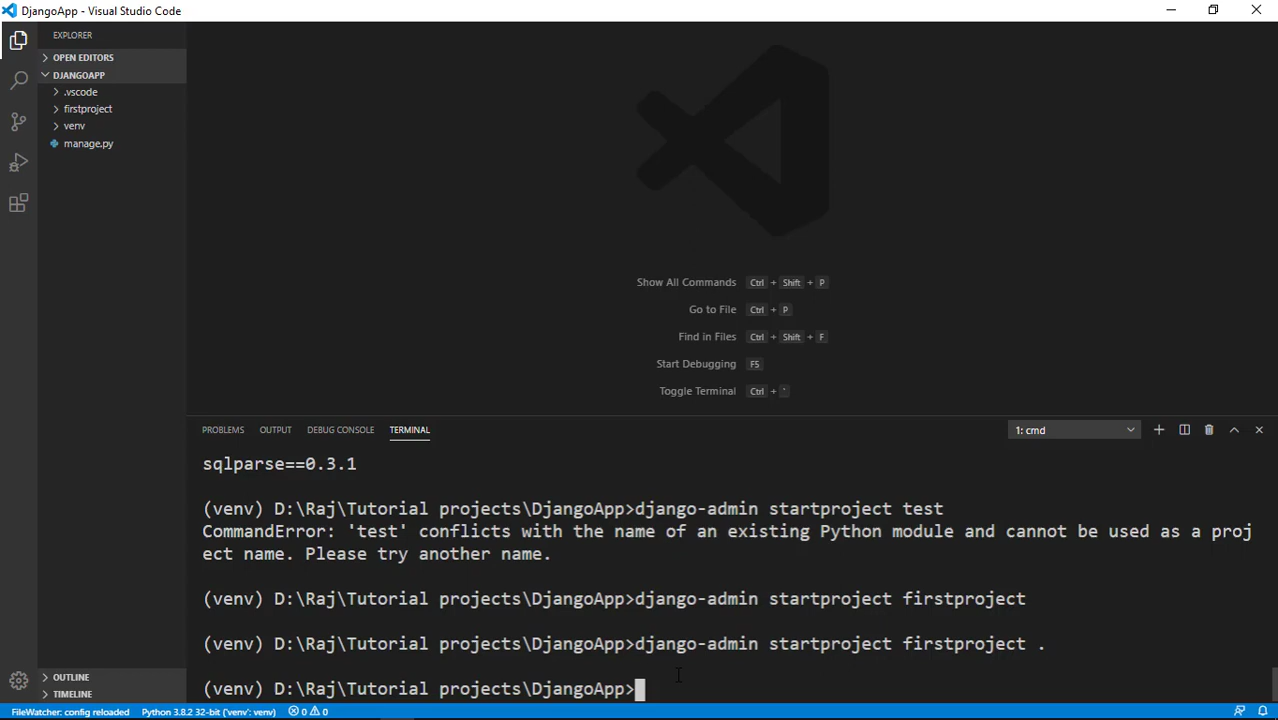 DjangoApp - Visual Studio Code
EXPLORER
OPEN EDITORS
DJANGOAPP
.vscode
firstproject
venv
manage.py
Show All Commands Ctrl + Shift + P
Go to File Ctrl + P
Find in Files Ctrl + Shift + F
Start Debugging F5
Toggle Terminal Ctrl + `
PROBLEMS OUTPUT DEBUG CONSOLE TERMINAL 1: cmd
sqlparse==0.3.1
(venv) D:\Raj\Tutorial projects\DjangoApp>django-admin startproject test
CommandError: 'test' conflicts with the name of an existing Python module and cannot be used as a proj
ect name. Please try another name.
(venv) D:\Raj\Tutorial projects\DjangoApp>django-admin startproject firstproject
(venv) D:\Raj\Tutorial projects\DjangoApp>django-admin startproject firstproject .
(venv) D:\Raj\Tutorial projects\DjangoApp>
OUTLINE
TIMELINE
FileWatcher: config reloaded Python 3.8.2 32-bit ('venv': venv) 0 0